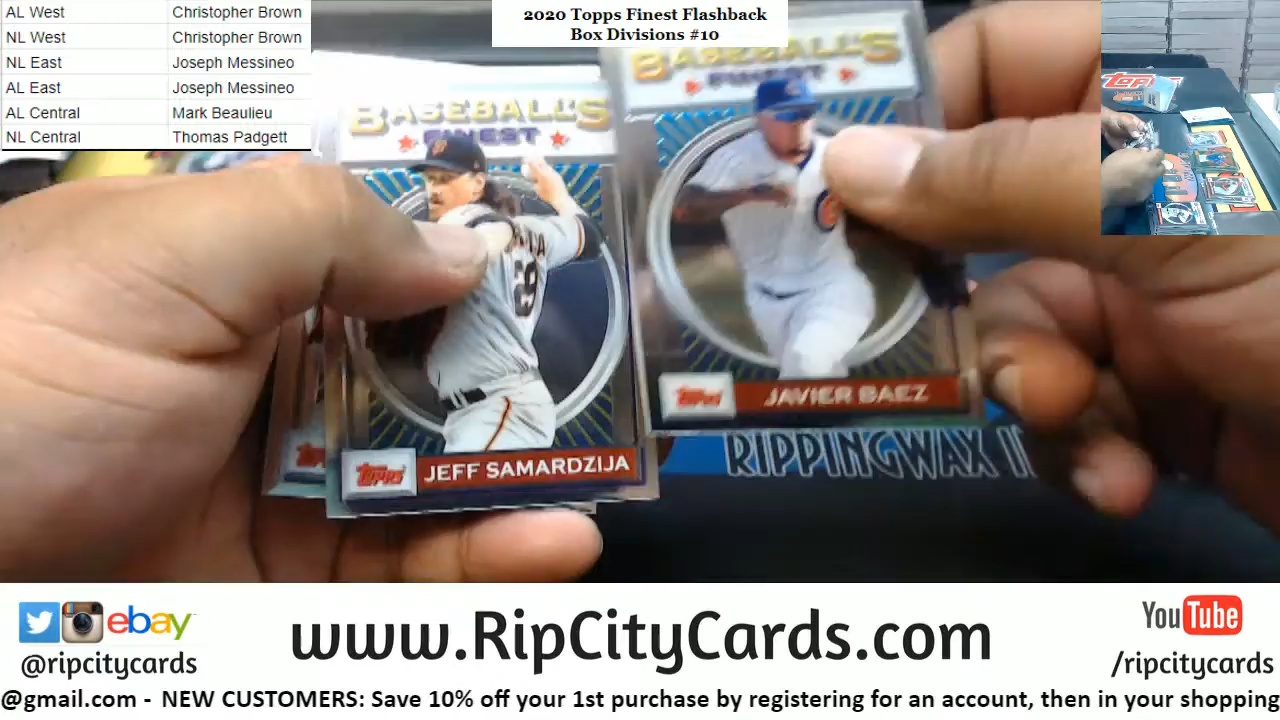 AL West Christopher Brown
NL West Christopher Brown
NL East Joseph Messineo
AL East Joseph Messineo
AL Central Mark Beaulieu
NL Central Thomas Padgett
2020 Topps Finest Flashback
Box Divisions #10
BASEBALL'S
FINEST
BASEBALL'S
FINEST
29
Topps
JAVIER BAEZ
Topps
JEFF SAMARDZIJA
RIPPINGWAX
Topps
ebay
@ripcitycards
www.RipCityCards.com
YouTube
/ripcitycards
@gmail.com - NEW CUSTOMERS: Save 10% off your 1st purchase by registering for an account, then in your shopping